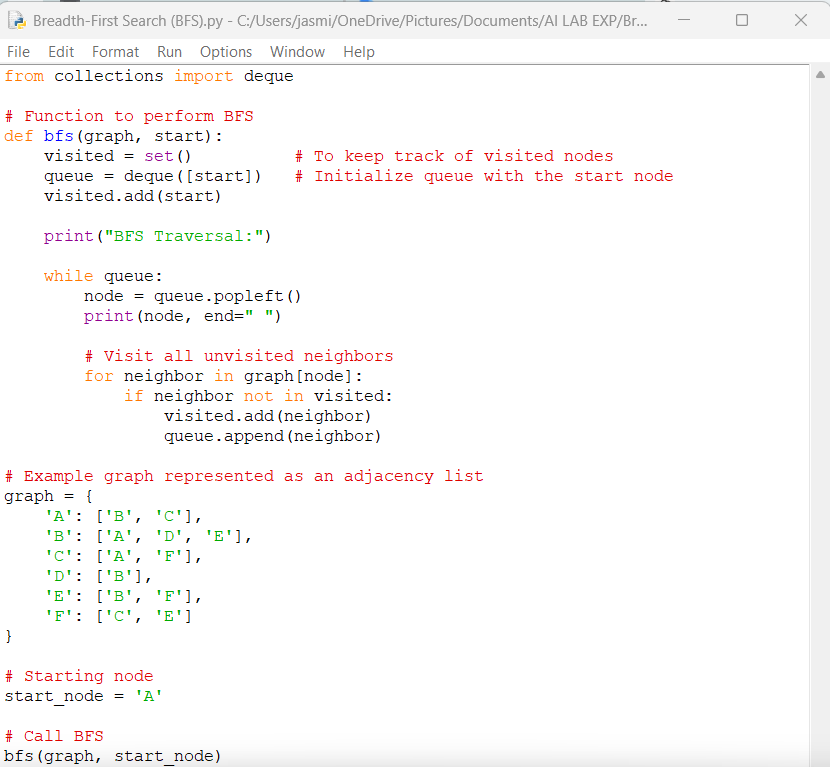 Breadth-First Search (BFS).py - C:/Users/jasmi/OneDrive/Pictures/Documents/AI LAB EXP/Br...
File Edit Format Run Options Window Help
from collections import deque

# Function to perform BFS
def bfs(graph, start):
    visited = set()          # To keep track of visited nodes
    queue = deque([start])   # Initialize queue with the start node
    visited.add(start)

    print("BFS Traversal:")

    while queue:
        node = queue.popleft()
        print(node, end=" ")

        # Visit all unvisited neighbors
        for neighbor in graph[node]:
            if neighbor not in visited:
                visited.add(neighbor)
                queue.append(neighbor)

# Example graph represented as an adjacency list
graph = {
    'A': ['B', 'C'],
    'B': ['A', 'D', 'E'],
    'C': ['A', 'F'],
    'D': ['B'],
    'E': ['B', 'F'],
    'F': ['C', 'E']
}

# Starting node
start_node = 'A'

# Call BFS
bfs(graph, start_node)